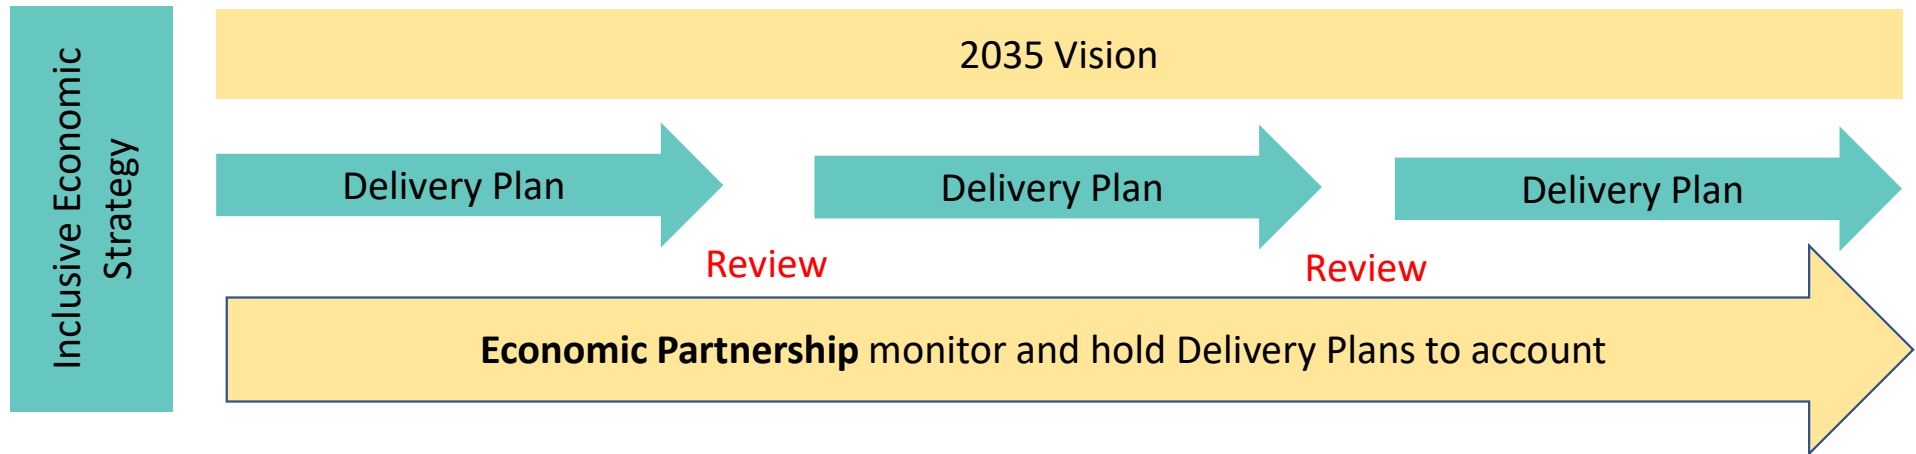 Inclusive Economic
Strategy
2035 Vision
Delivery Plan
Delivery Plan
Delivery Plan
Review
Review
Economic Partnership monitor and hold Delivery Plans to account